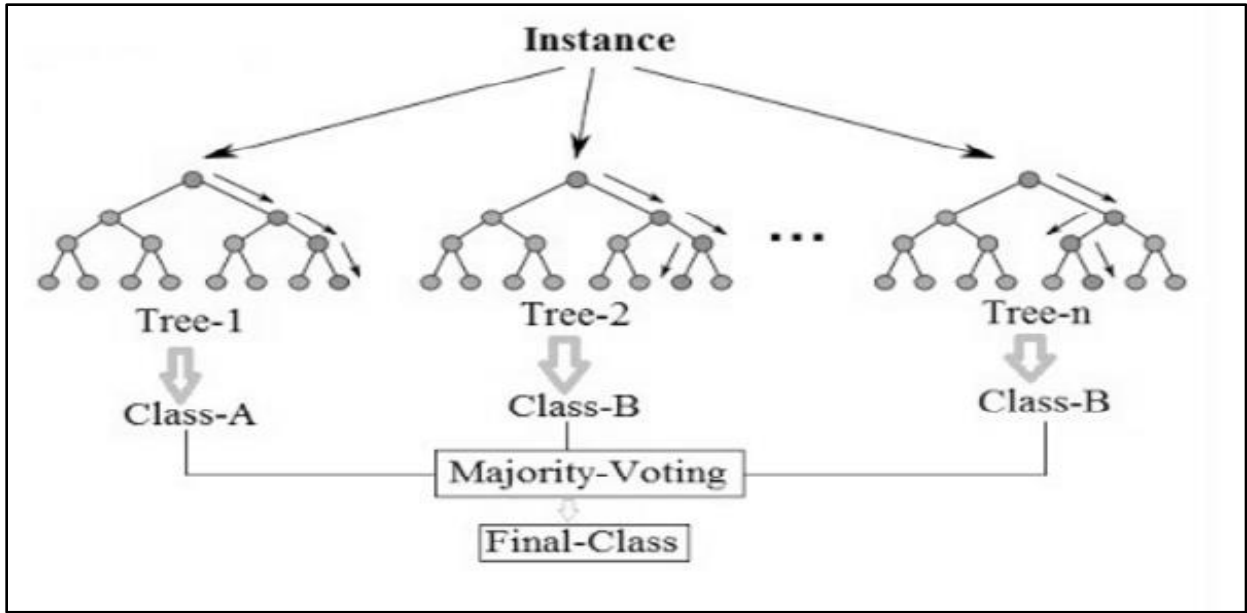 Instance
...
Tree-1
Tree-2
Tree-n
Class-A
Class-B
Class-B
Majority-Voting
Final-Class